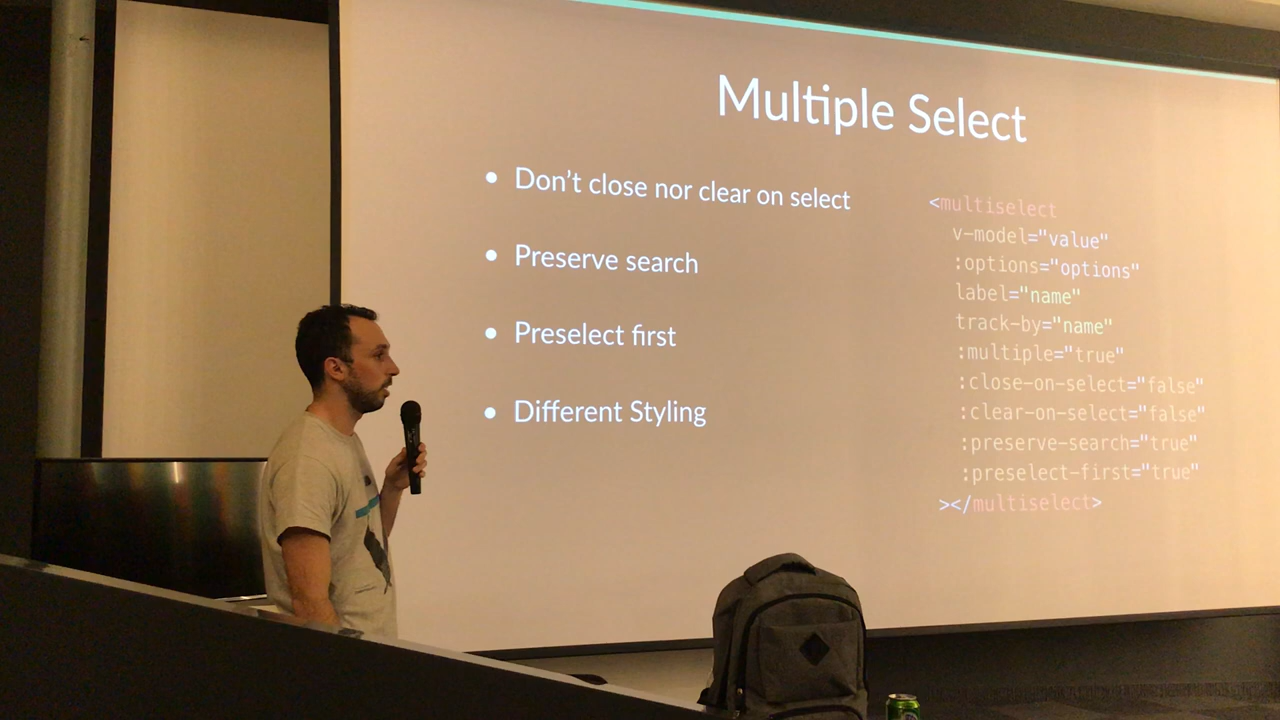 Multiple Select
Don't close nor clear on select
Preserve search
Preselect first
Different Styling
<multiselect
v-model="value"
:options="options"
label="name"
track-by="name"
:multiple="true"
:close-on-select="false"
:clear-on-select="false"
:preserve-search="true"
:preselect-first="true"
></multiselect>